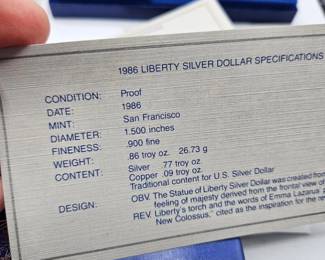 1986 LIBERTY SILVER DOLLAR SPECIFICATIONS
CONDITION: Proof
DATE: 1986
MINT: San Francisco
DIAMETER: 1.500 inches
FINENESS: .900 fine
WEIGHT: .86 troy oz. 26.73 g
CONTENT: Silver .77 troy oz.
Copper .09 troy oz.
Traditional content for U.S. Silver Dollar
DESIGN: OBV. The Statue of Liberty Silver Dollar was created from
feeling of majesty derived from the frontal view of
REV. Liberty's torch and the words of Emma Lazarus'
New Colossus," cited as the inspiration for the